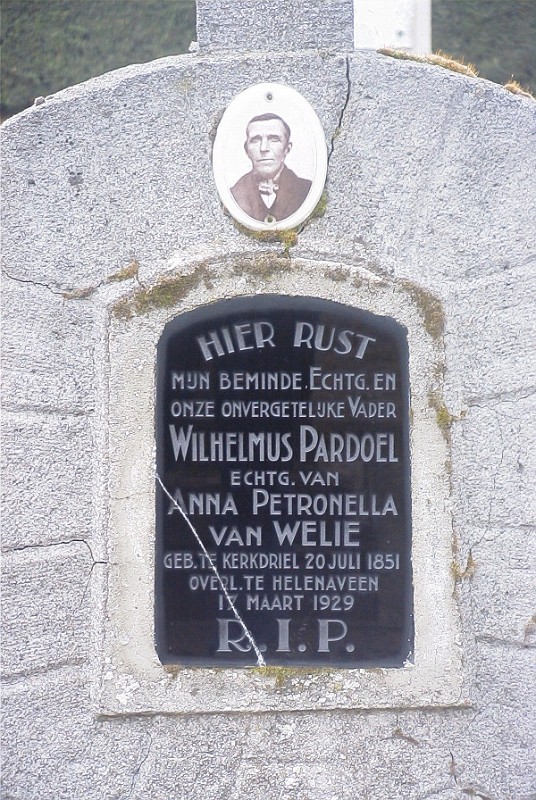 HIER RUST
MIJN BEMINDE. ECHTG. EN
ONZE ONVERGETELIJKE VADER
WILHELMUS PARDOEL
ECHTG. VAN
ANNA PETRONELLA
VAN WELIE
GEB. TE KERKDRIEL 20 JULI 1851
OVERL. TE HELENAVEEN
MAART 1929
R. I. P.